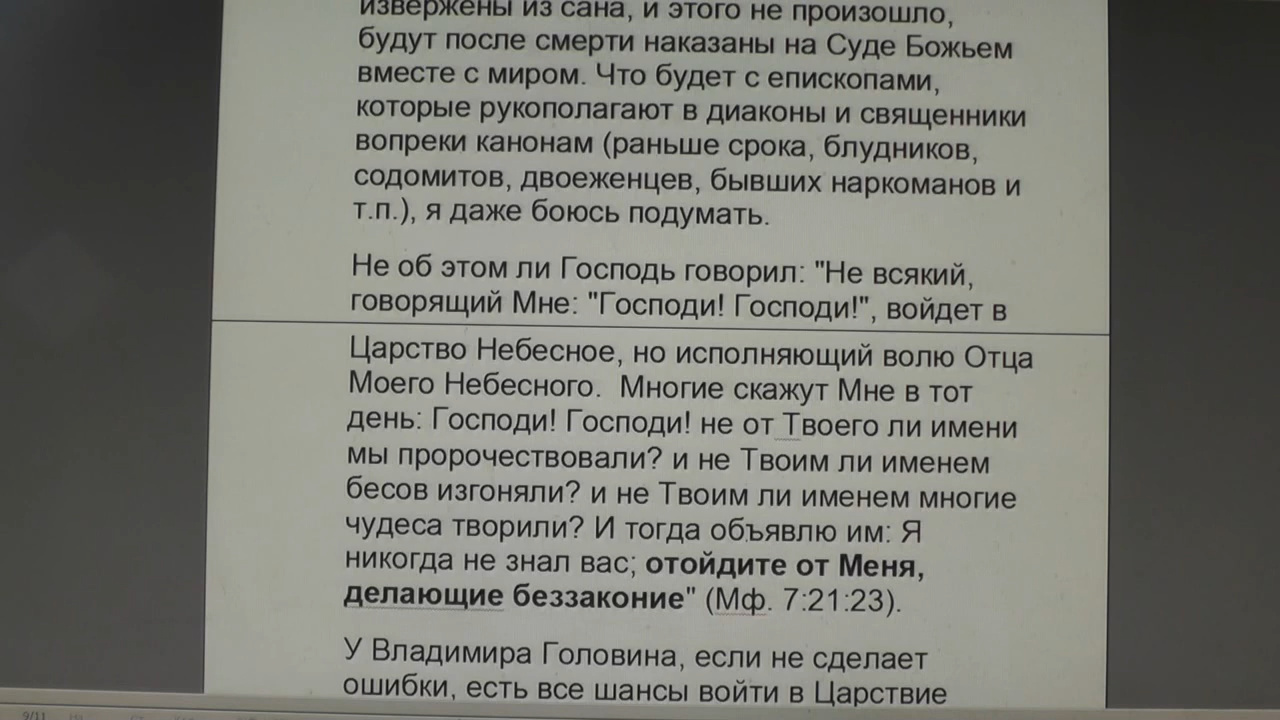 извержены из сана, и этого не произошло,
будут после смерти наказаны на Суде Божьем
вместе с миром. Что будет с епископами,
которые рукополагают в диаконы и священники
вопреки канонам (раньше срока, блудников,
содомитов, двоеженцев, бывших наркоманов и
т.п.), я даже боюсь подумать.
Не об этом ли Господь говорил: "Не всякий,
говорящий Мне: "Господи! Господи!", войдет в
Царство Небесное, но исполняющий волю Отца
Моего Небесного.  Многие скажут Мне в тот
день: Господи! Господи! не от Твоего ли имени
мы пророчествовали? и не Твоим ли именем
бесов изгоняли? и не Твоим ли именем многие
чудеса творили? И тогда объявлю им: Я
никогда не знал вас; отойдите от Меня,
делающие беззаконие" (Мф. 7:21:23).
У Владимира Головина, если не сделает
ошибки, есть все шансы войти в Царствие
9/11